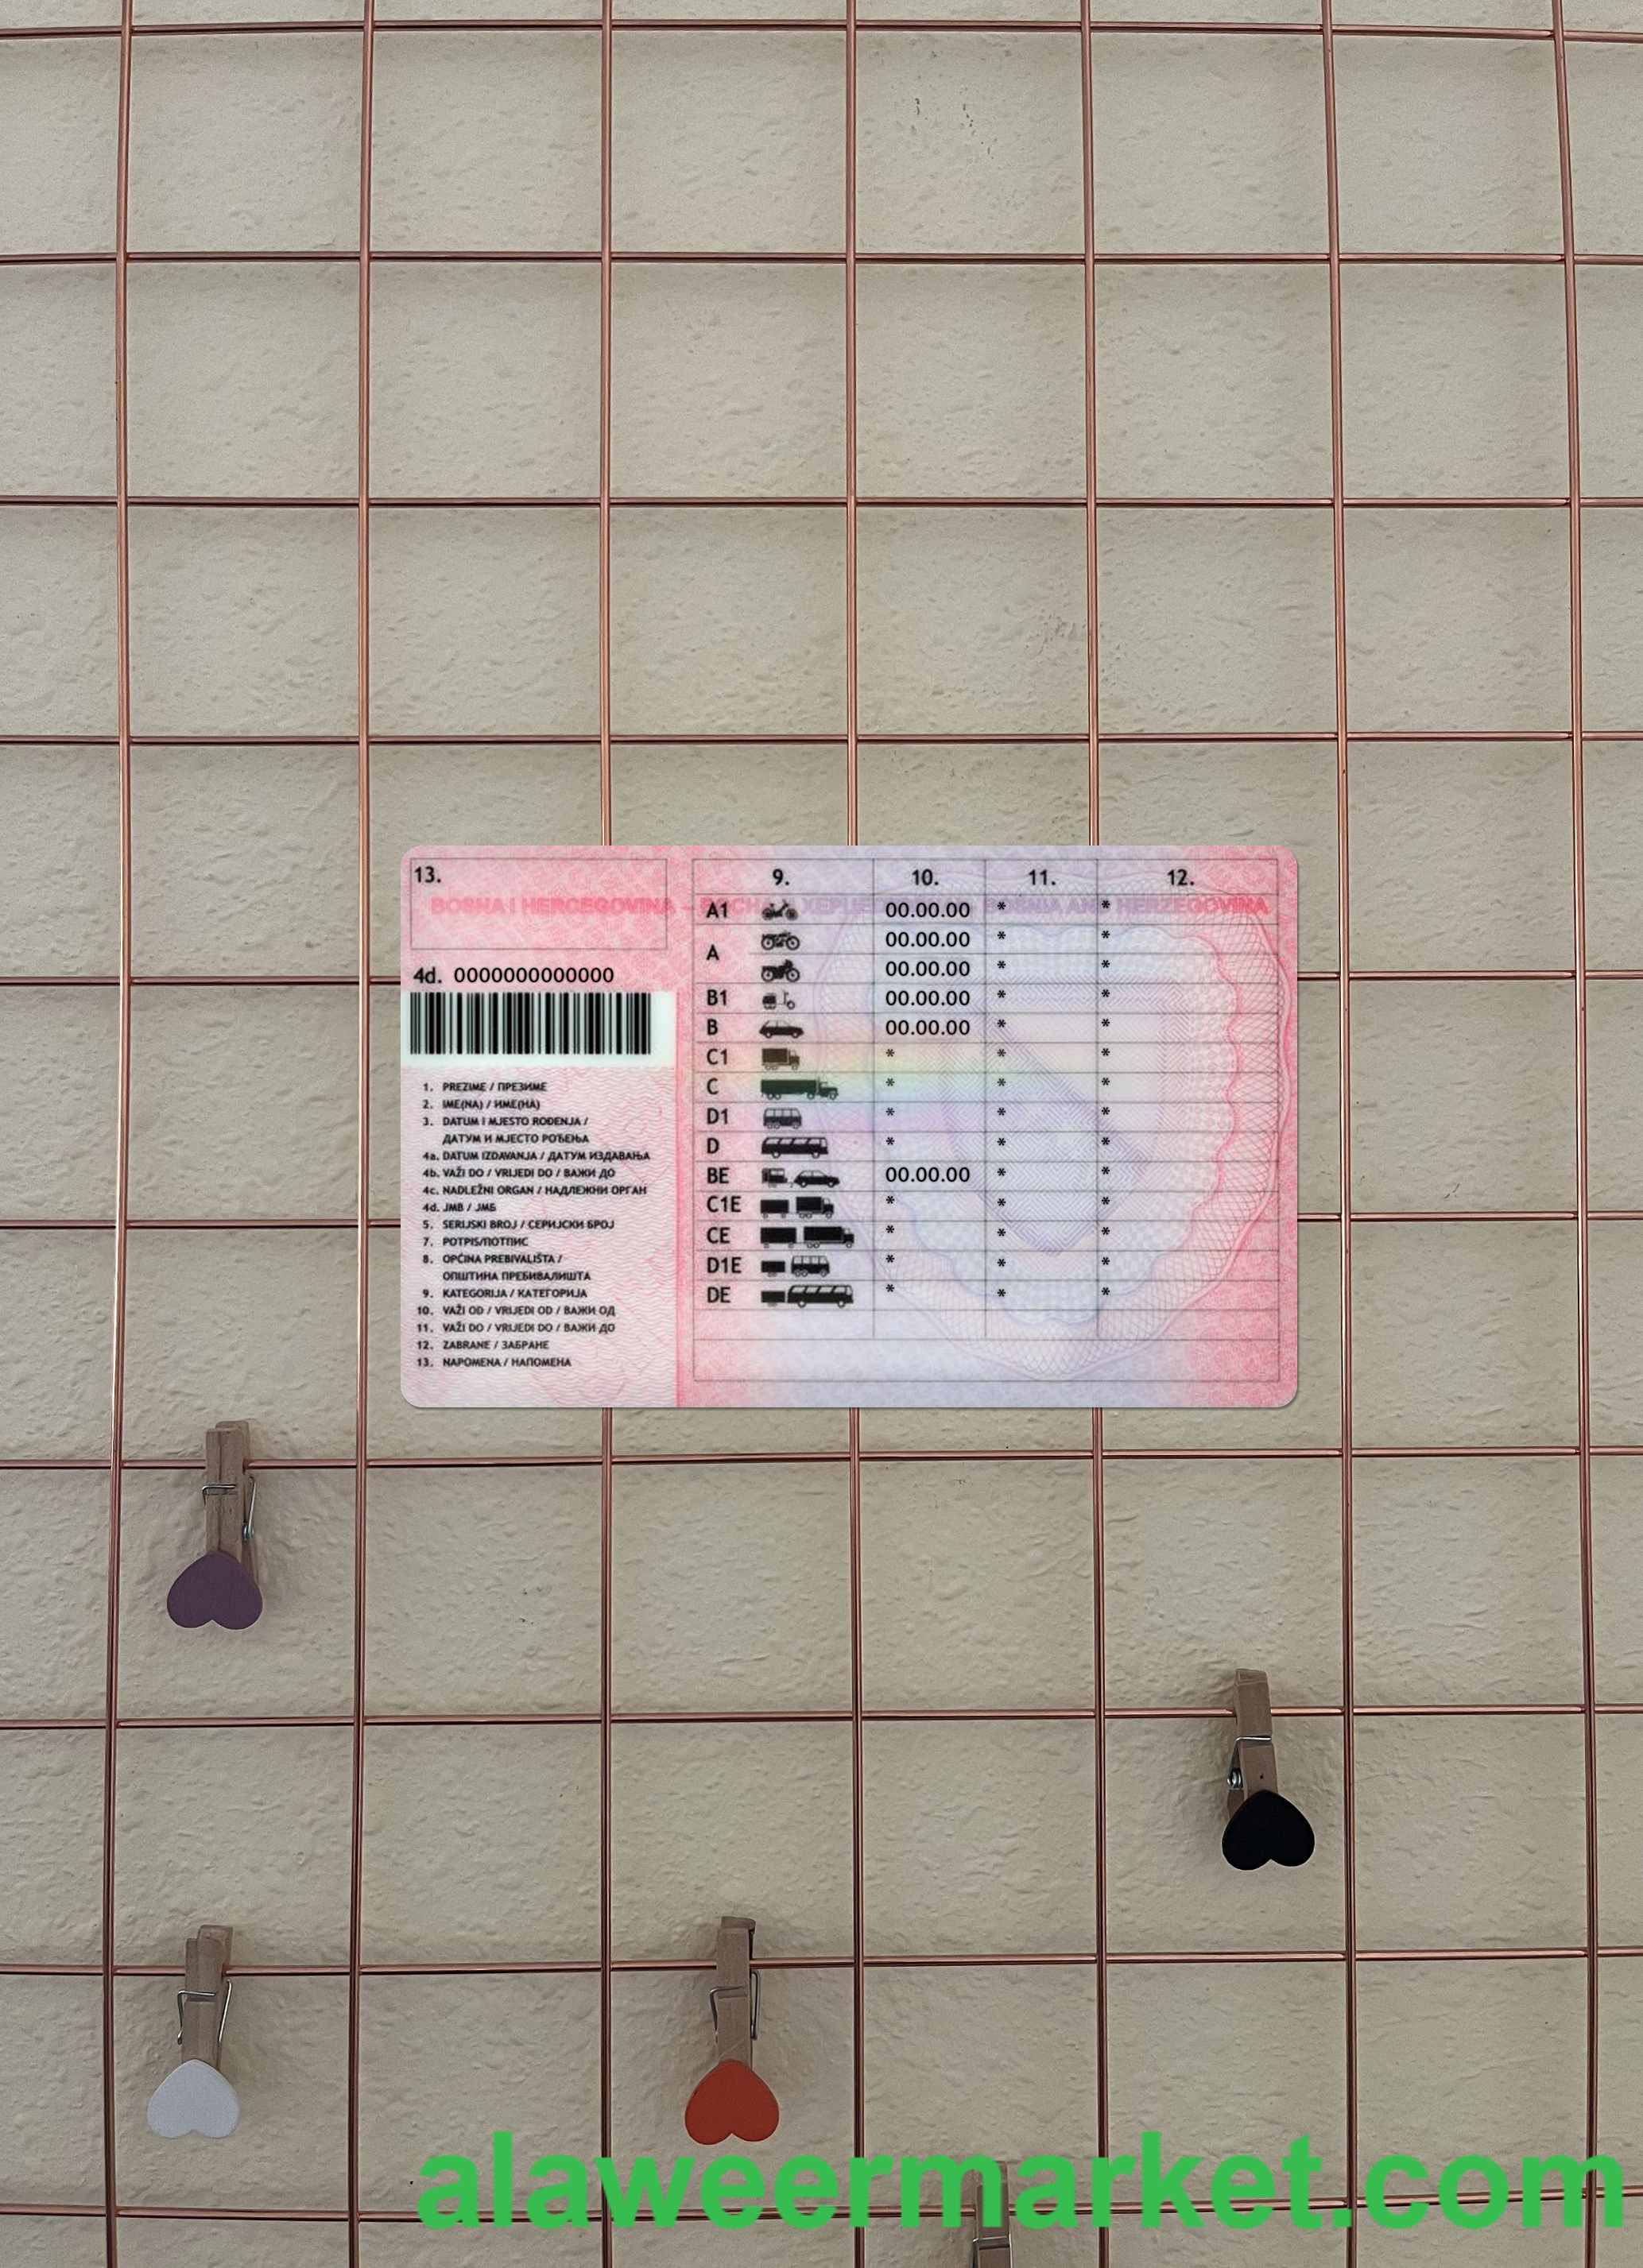 13.
BOSNA I HERCEGOVINA
BOSNIA AND HERZEGOVINA
4d. 0000000000000
1. PREZIME / ПРЕЗИМЕ
2. IME(NA) / ИМЕ(НА)
3. DATUM I MJESTO ROĐENJA /
ДАТУМ И МЈЕСТО РОЂЕЊА
4a. DATUM IZDAVANJA / ДАТУМ ИЗДАВАЊА
4b. VAŽI DO / VRIJEDI DO / ВАЖИ ДО
4c. NADLEŽNI ORGAN / НАДЛЕЖНИ ОРГАН
4d. JMB / ЈМБ
5. SERIJSKI BROJ / СЕРИЈСКИ БРОЈ
7. POTPIS/ПОТПИС
8. OPĆINA PREBIVALIŠTA /
ОПШТИНА ПРЕБИВАЛИШТА
9. KATEGORIJA / КАТЕГОРИЈА
10. VAŽI OD / VRIJEDI OD / ВАЖИ ОД
11. VAŽI DO / VRIJEDI DO / ВАЖИ ДО
12. ZABRANE / ЗАБРАНЕ
13. NAPOMENA / НАПОМЕНА
9. 10. 11. 12.
A1 00.00.00 * *
A 00.00.00 * *
00.00.00 * *
B1 00.00.00 * *
B 00.00.00 * *
C1 * * *
C * * *
D1 * * *
D * * *
BE 00.00.00 * *
C1E * * *
CE * * *
D1E * * *
DE * * *
alaweermarket.com